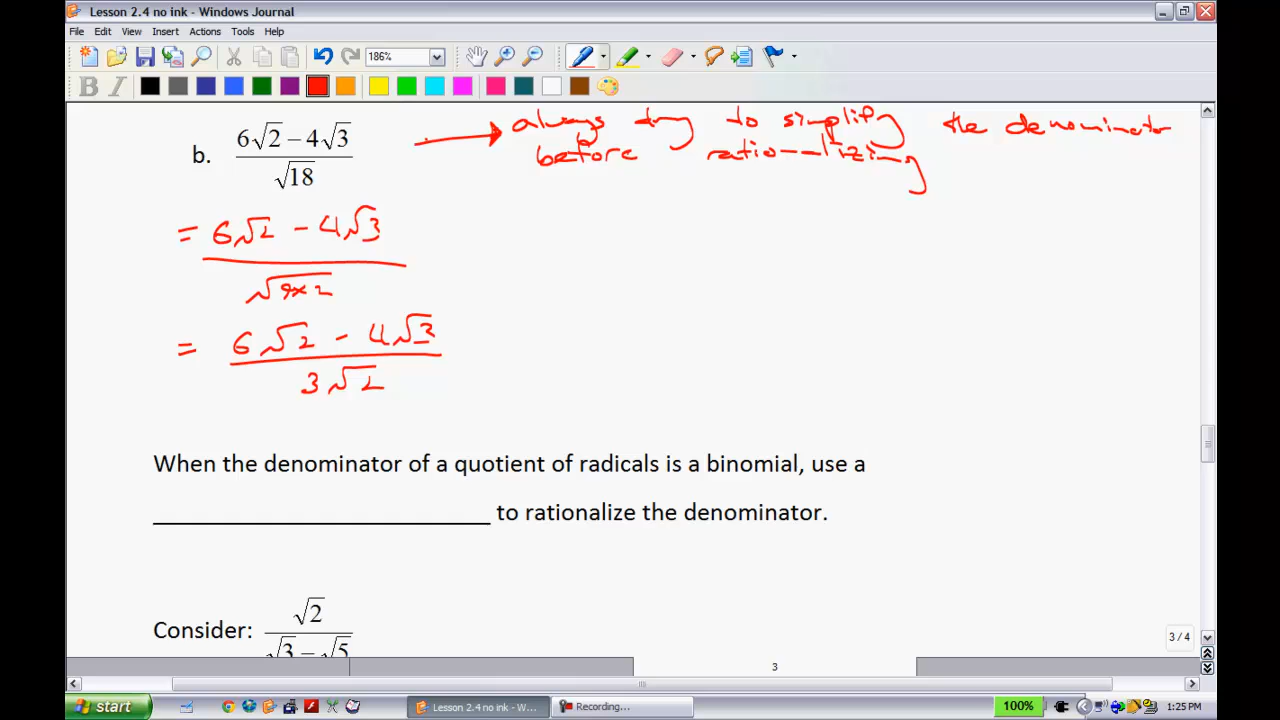 Lesson 2.4 no ink - Windows Journal
File Edit View Insert Actions Tools Help
186%
always try to simplify the denominator
before rationalizing
b. 6√2 – 4√3
√18
= 6√2 - 4√3
√9x2
= 6√2 - 4√3
3√2
When the denominator of a quotient of radicals is a binomial, use a
____________________________ to rationalize the denominator.
Consider: √2
√3 – √5
3 / 4
3
start
Lesson 2.4 no ink - W...
Recording...
100%
1:25 PM